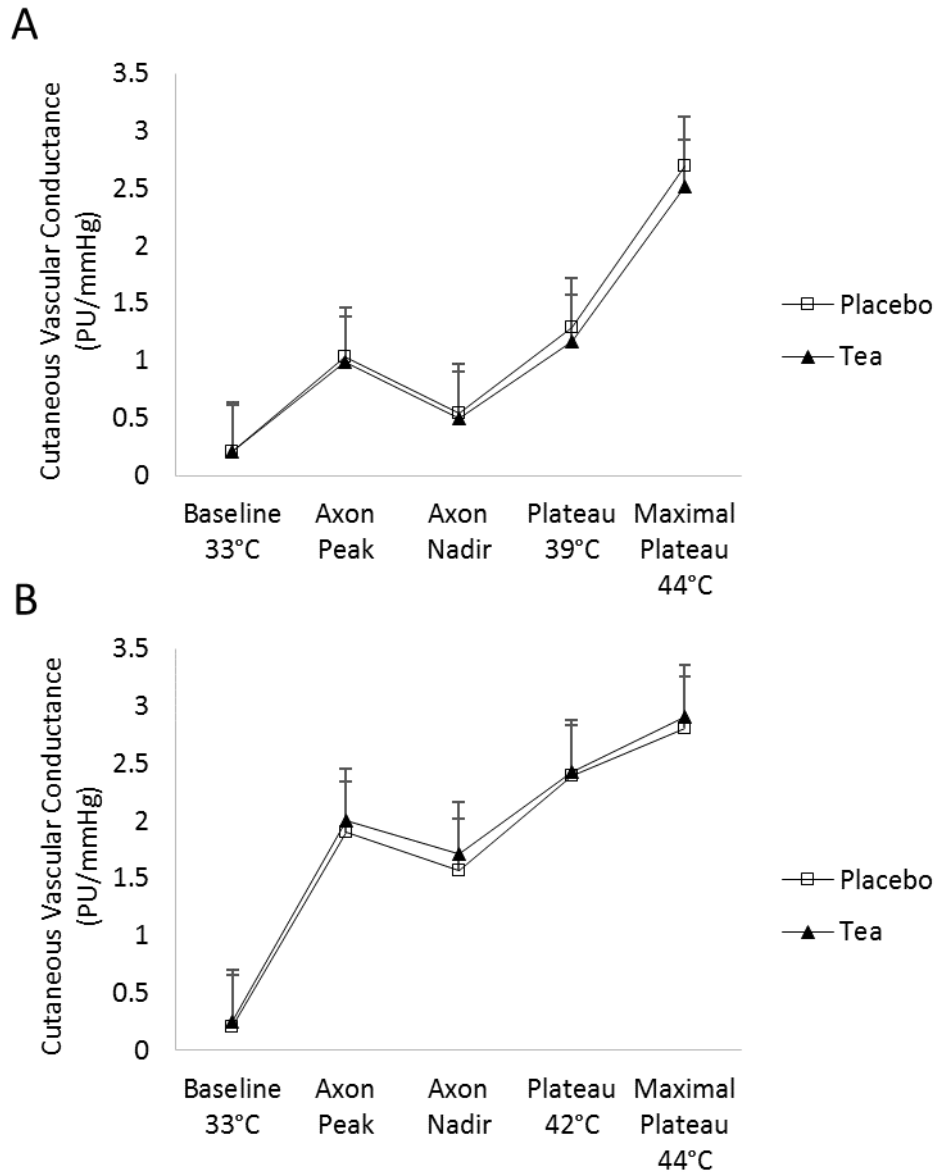 A
Cutaneous Vascular Conductance
(PU/mmHg)
3.5
3
2.5
2
1.5
1
0.5
0
Baseline
33°C
Axon
Peak
Axon
Nadir
Plateau
39°C
Maximal
Plateau
44°C
Placebo
Tea
B
Cutaneous Vascular Conductance
(PU/mmHg)
3.5
3
2.5
2
1.5
1
0.5
0
Baseline
33°C
Axon
Peak
Axon
Nadir
Plateau
42°C
Maximal
Plateau
44°C
Placebo
Tea